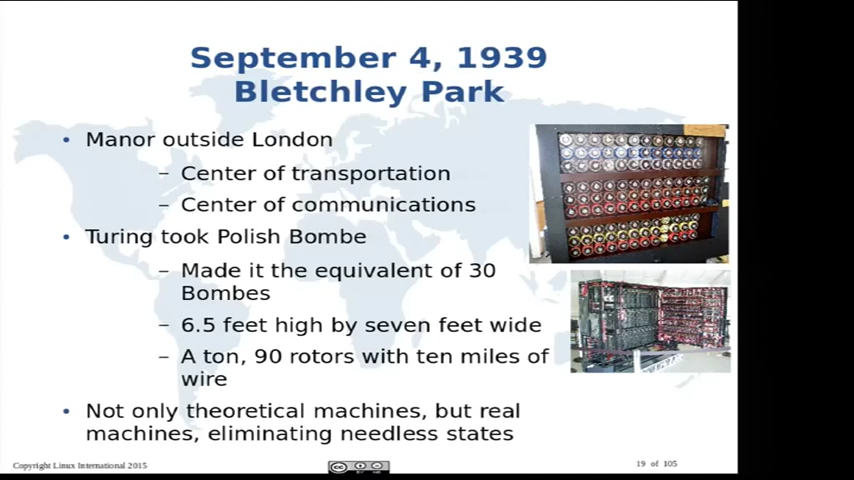 September 4, 1939
Bletchley Park
• Manor outside London
– Center of transportation
– Center of communications
• Turing took Polish Bombe
– Made it the equivalent of 30
Bombes
– 6.5 feet high by seven feet wide
– A ton, 90 rotors with ten miles of
wire
• Not only theoretical machines, but real
machines, eliminating needless states
Copyright Linux International 2015
19 of 105